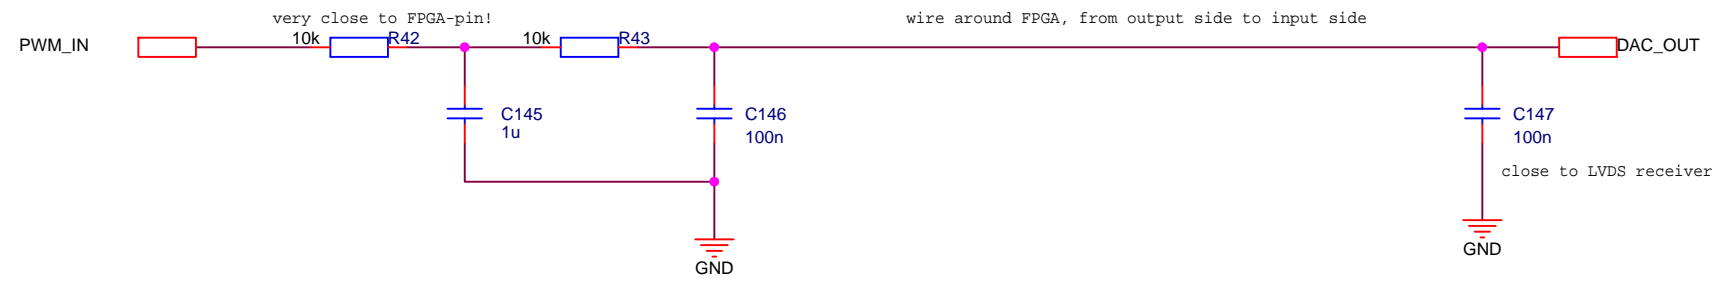 very close to FPGA-pin!
wire around FPGA, from output side to input side
PWM_IN
10k
R42
10k
R43
DAC_OUT
C145
1u
C146
100n
C147
100n
close to LVDS receiver
GND
GND